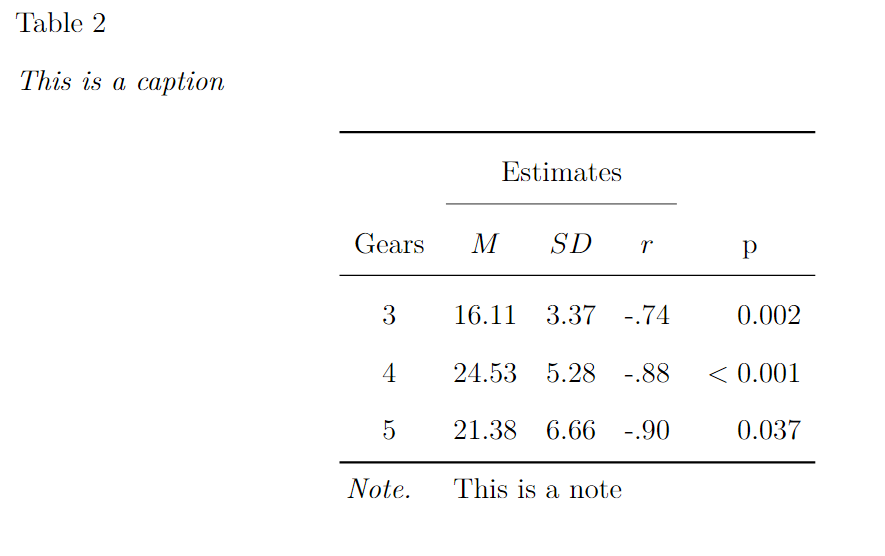 Table 2
This is a caption
Estimates
Gears M SD r p
3 16.11 3.37 -.74 0.002
4 24.53 5.28 -.88 < 0.001
5 21.38 6.66 -.90 0.037
Note. This is a note